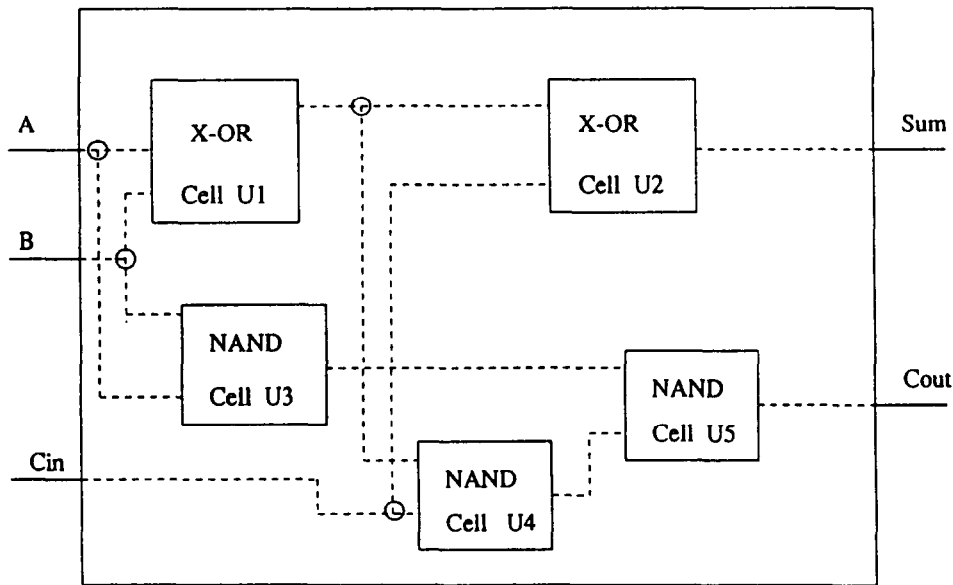 A
X-OR
Cell U1
X-OR
Cell U2
Sum
B
NAND
Cell U3
NAND
Cell U5
Cout
Cin
NAND
Cell U4